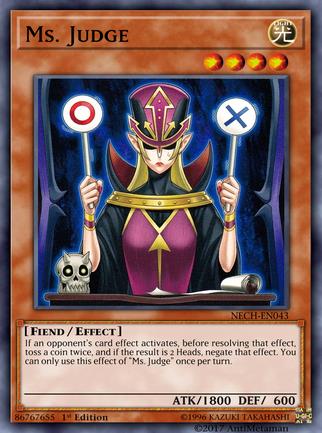 Ms. Judge
LIGHT
光
NECH-EN043
[Fiend / Effect]
If an opponent's card effect activates, before resolving that effect,
toss a coin twice, and if the result is 2 Heads, negate that effect. You
can only use this effect of "Ms. Judge" once per turn.
ATK/1800 DEF/ 600
86767655 1st Edition ©1996 KAZUKI TAKAHASHI
©2017 AntiMetaman